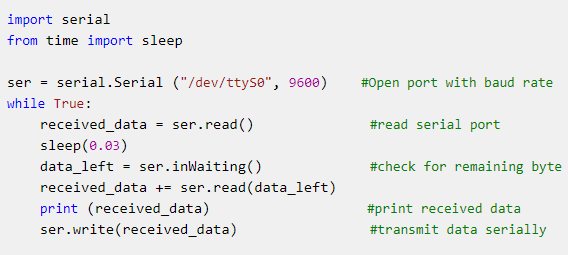 import serial
from time import sleep
ser = serial.Serial ("/dev/ttyS0", 9600)    #Open port with baud rate
while True:
    received_data = ser.read()              #read serial port
    sleep(0.03)
    data_left = ser.inWaiting()             #check for remaining byte
    received_data += ser.read(data_left)
    print (received_data)                   #print received data
    ser.write(received_data)                #transmit data serially